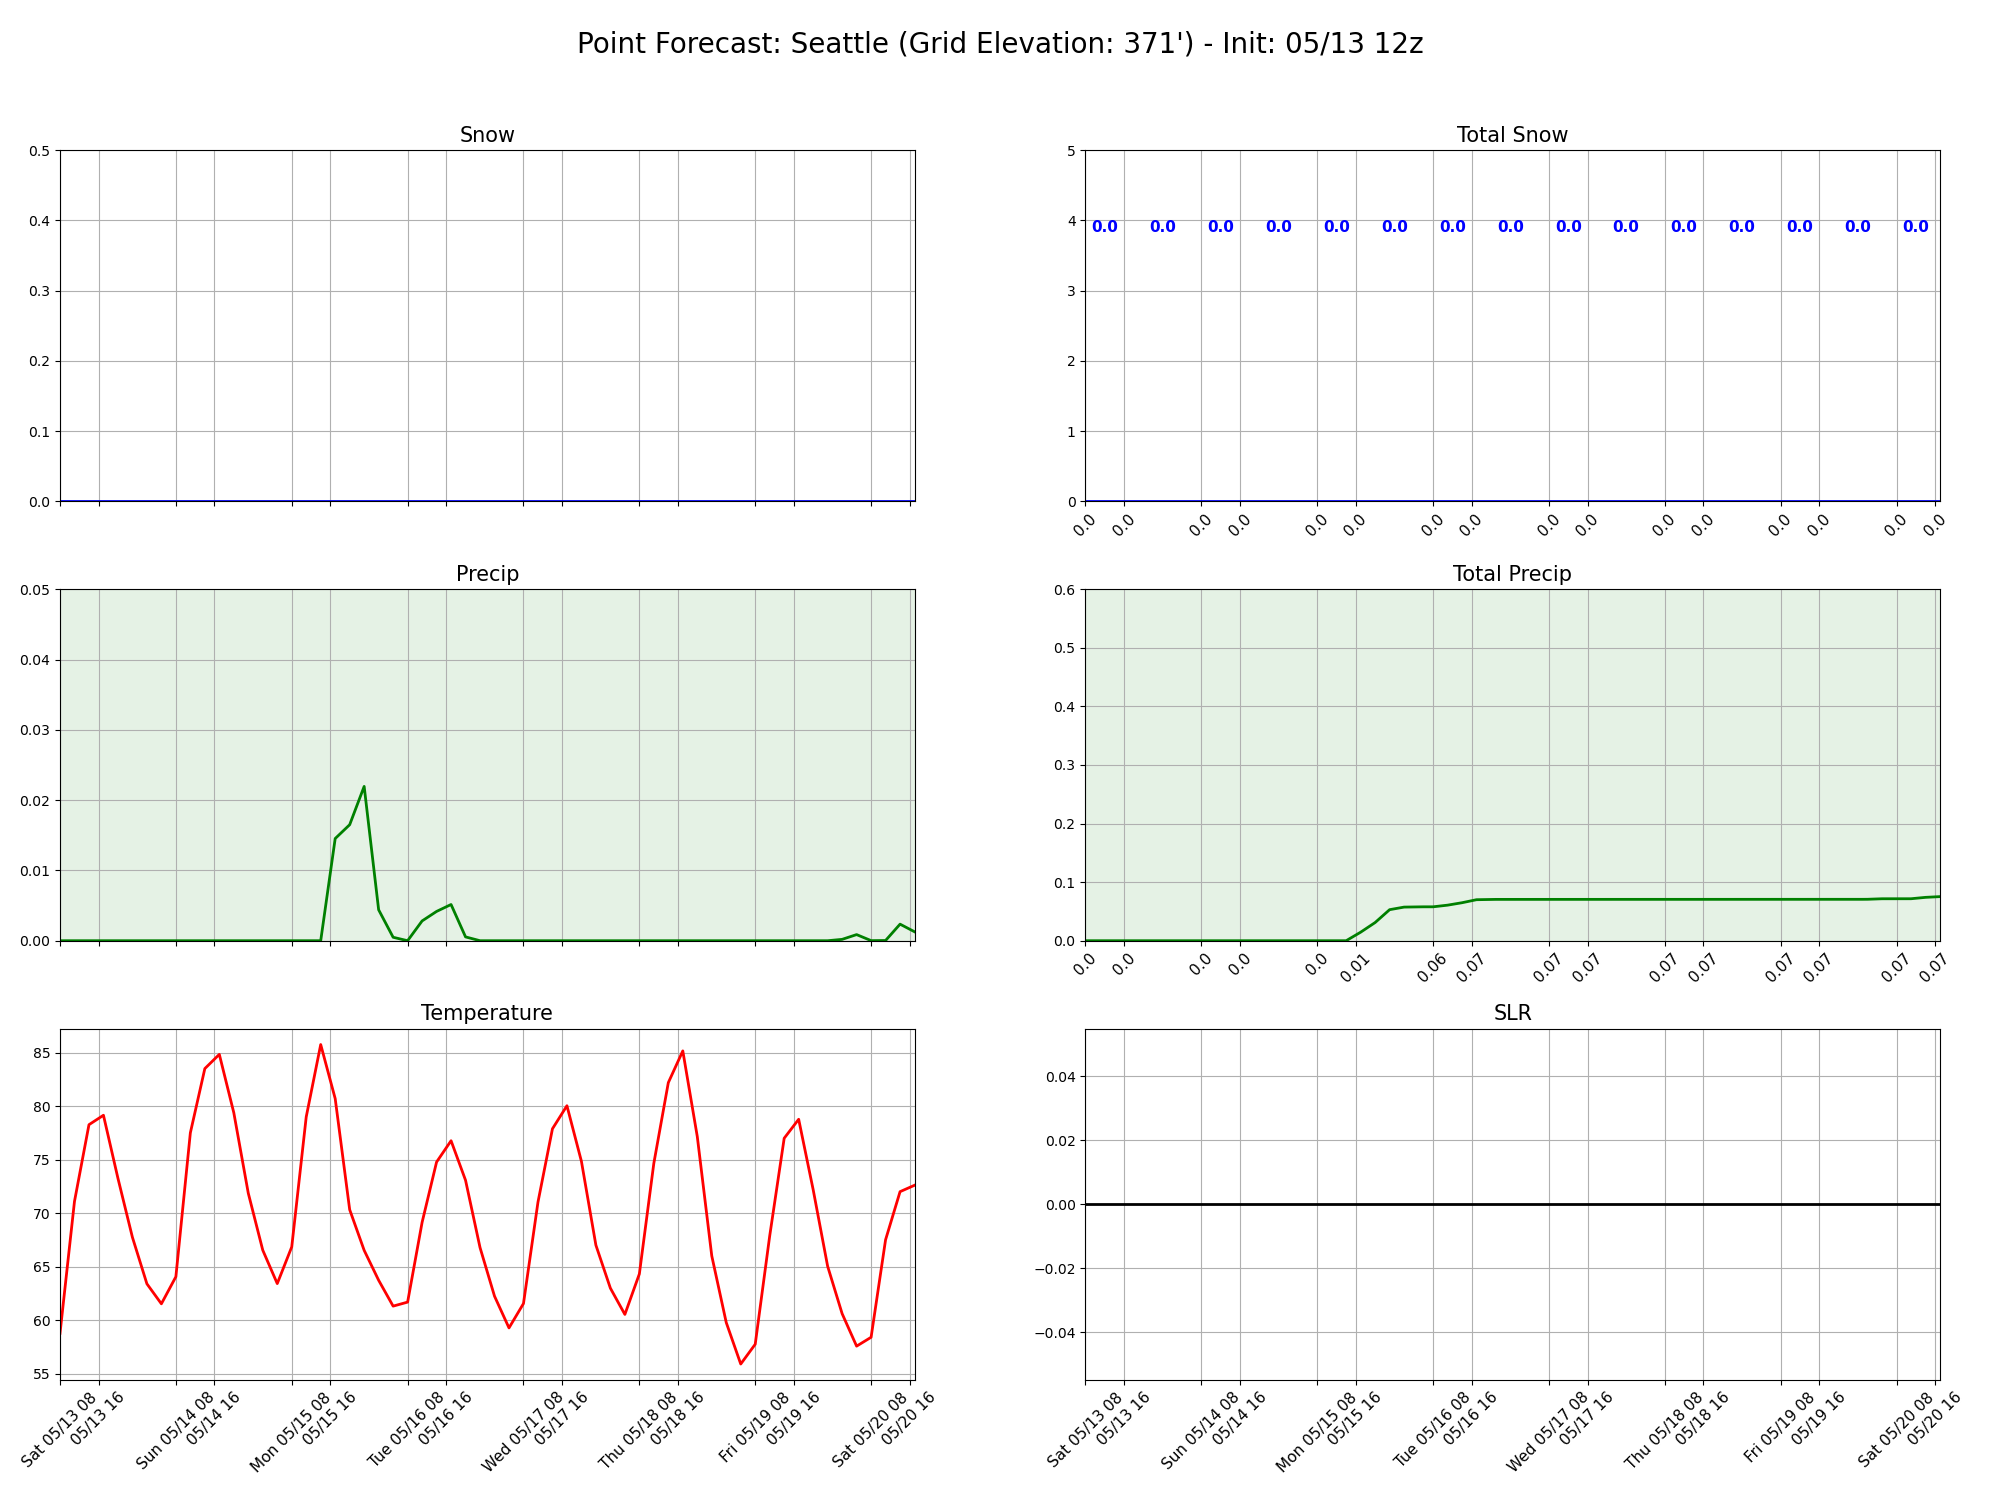 Point Forecast: Seattle (Grid Elevation: 371') - Init: 05/13 12z
Snow
0.5
0.4
0.3
0.2
0.1
0.0
Total Snow
5
4
3
2
1
0
0.0 0.0 0.0 0.0 0.0 0.0 0.0 0.0 0.0 0.0 0.0 0.0 0.0 0.0 0.0
0.0 0.0 0.0 0.0 0.0 0.0 0.0 0.0 0.0 0.0 0.0 0.0 0.0 0.0 0.0 0.0
Precip
0.05
0.04
0.03
0.02
0.01
0.00
Total Precip
0.6
0.5
0.4
0.3
0.2
0.1
0.0
0.0 0.0 0.0 0.0 0.0 0.01 0.06 0.07 0.07 0.07 0.07 0.07 0.07 0.07 0.07 0.07
Temperature
85
80
75
70
65
60
55
Sat 05/13 08
05/13 16
Sun 05/14 08
05/14 16
Mon 05/15 08
05/15 16
Tue 05/16 08
05/16 16
Wed 05/17 08
05/17 16
Thu 05/18 08
05/18 16
Fri 05/19 08
05/19 16
Sat 05/20 08
05/20 16
SLR
0.04
0.02
0.00
−0.02
−0.04
Sat 05/13 08
05/13 16
Sun 05/14 08
05/14 16
Mon 05/15 08
05/15 16
Tue 05/16 08
05/16 16
Wed 05/17 08
05/17 16
Thu 05/18 08
05/18 16
Fri 05/19 08
05/19 16
Sat 05/20 08
05/20 16